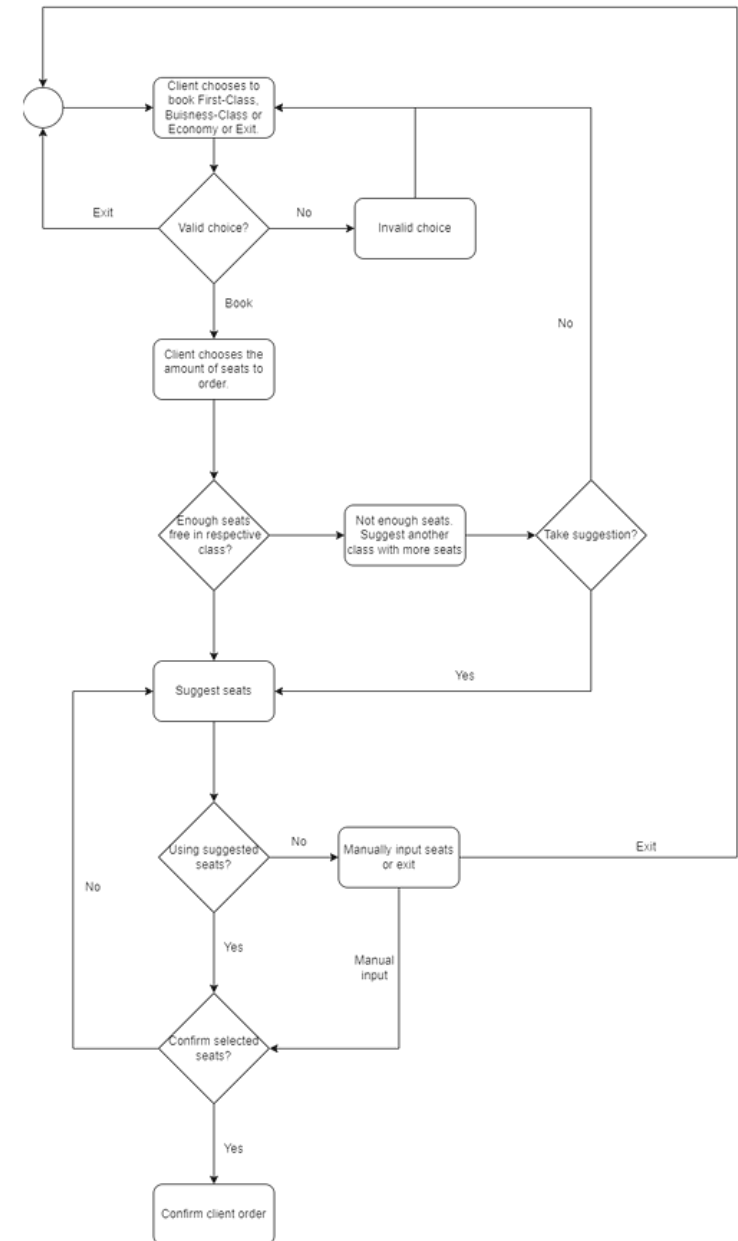 Client chooses to
book First-Class,
Buisness-Class or
Economy or Exit.
Exit
Valid choice?
No
Invalid choice
Book
No
Client chooses the
amount of seats to
order.
Enough seats
free in respective
class?
Not enough seats.
Suggest another
class with more seats
Take suggestion?
Yes
Suggest seats
Using suggested
seats?
No
Manually input seats
or exit
Exit
No
Yes
Manual
input
Confirm selected
seats?
Yes
Confirm client order